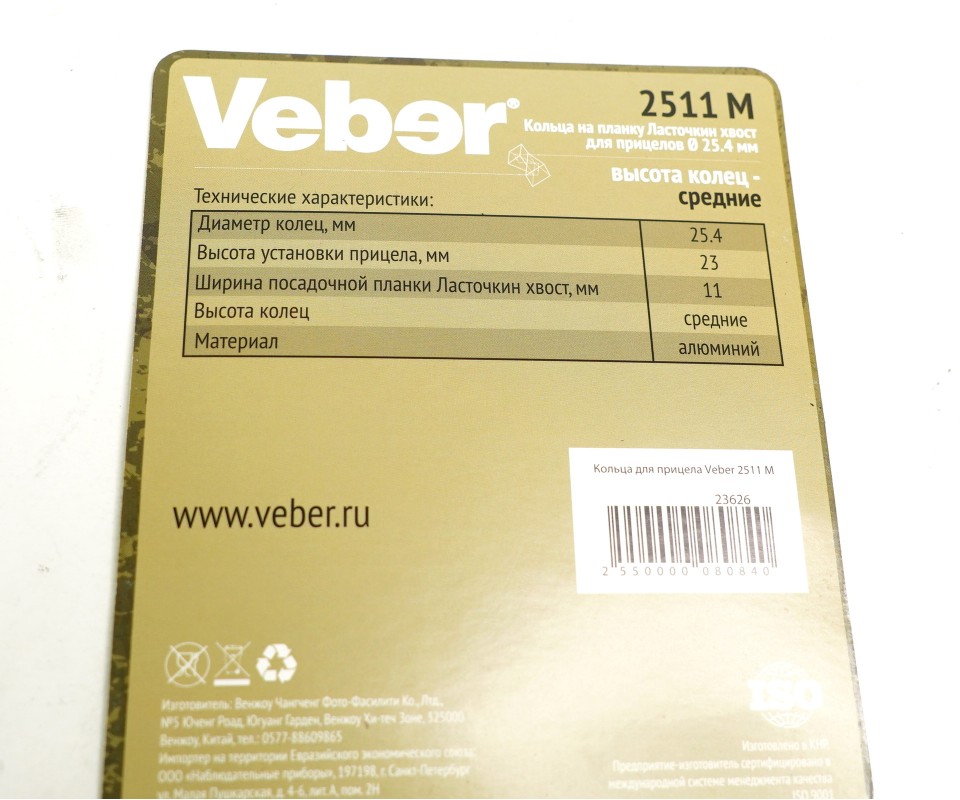 Veber®
2511 М
Кольца на планку Ласточкин хвост
для прицелов Ø 25.4 мм
высота колец -
средние
Технические характеристики:
Диаметр колец, мм 25.4
Высота установки прицела, мм 23
Ширина посадочной планки Ласточкин хвост, мм 11
Высота колец средние
Материал алюминий
Кольца для прицела Veber 2511 М
23626
2 550000 080840
www.veber.ru
Изготовитель: Венжоу Чангченг Фото Фасилити Ко., Лтд.,
№5 Юченг Роад, Югуанг Гарден, Венжоу Хи-теч Зоне, 325000
Венжоу, Китай, тел.: 0577-88609865
Импортер на территории Евразийского экономического союза:
ООО «Наблюдательные приборы», 197198, г. Санкт-Петербург
ул. Малая Пушкарская, д. 4-6, лит. А, пом. 2Н
ISO
Изготовлено в КНР
Предприятие-изготовитель сертифицировано к
международной системе менеджмента качества
ISO 9001